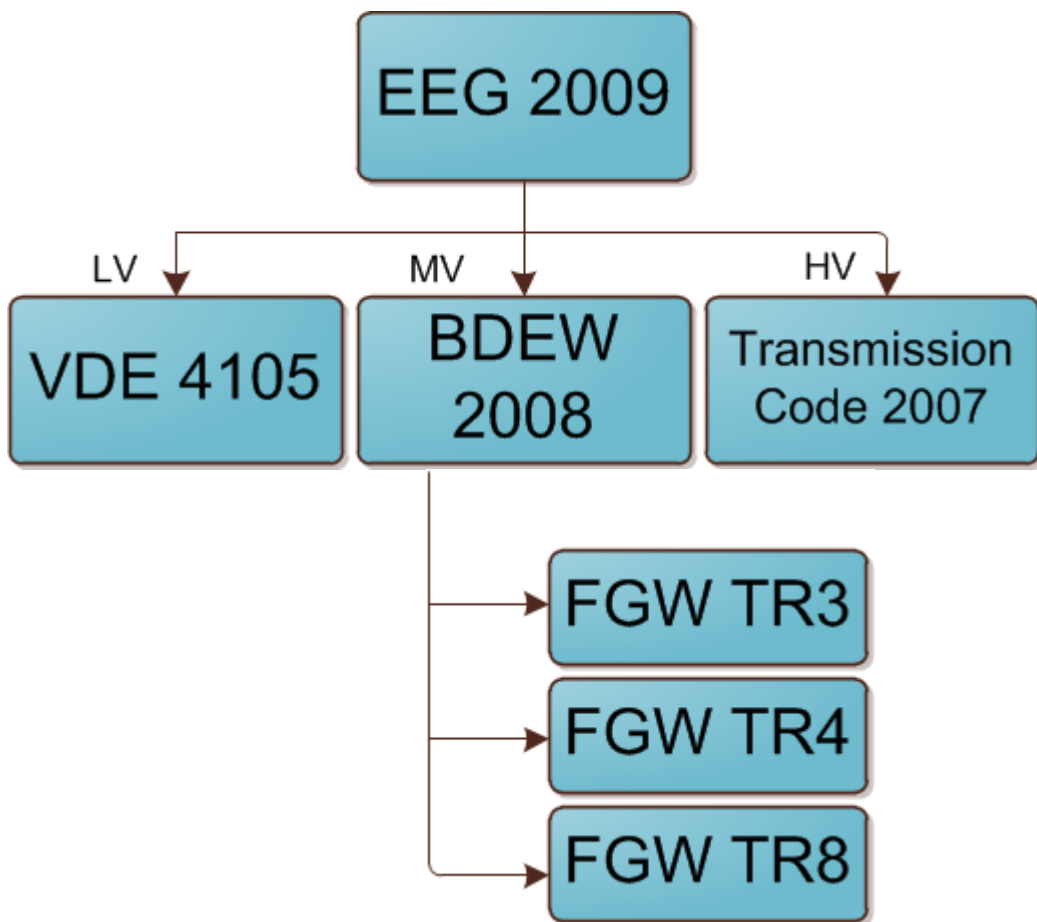 EEG 2009
LV
MV
HV
VDE 4105
BDEW
2008
Transmission
Code 2007
FGW TR3
FGW TR4
FGW TR8